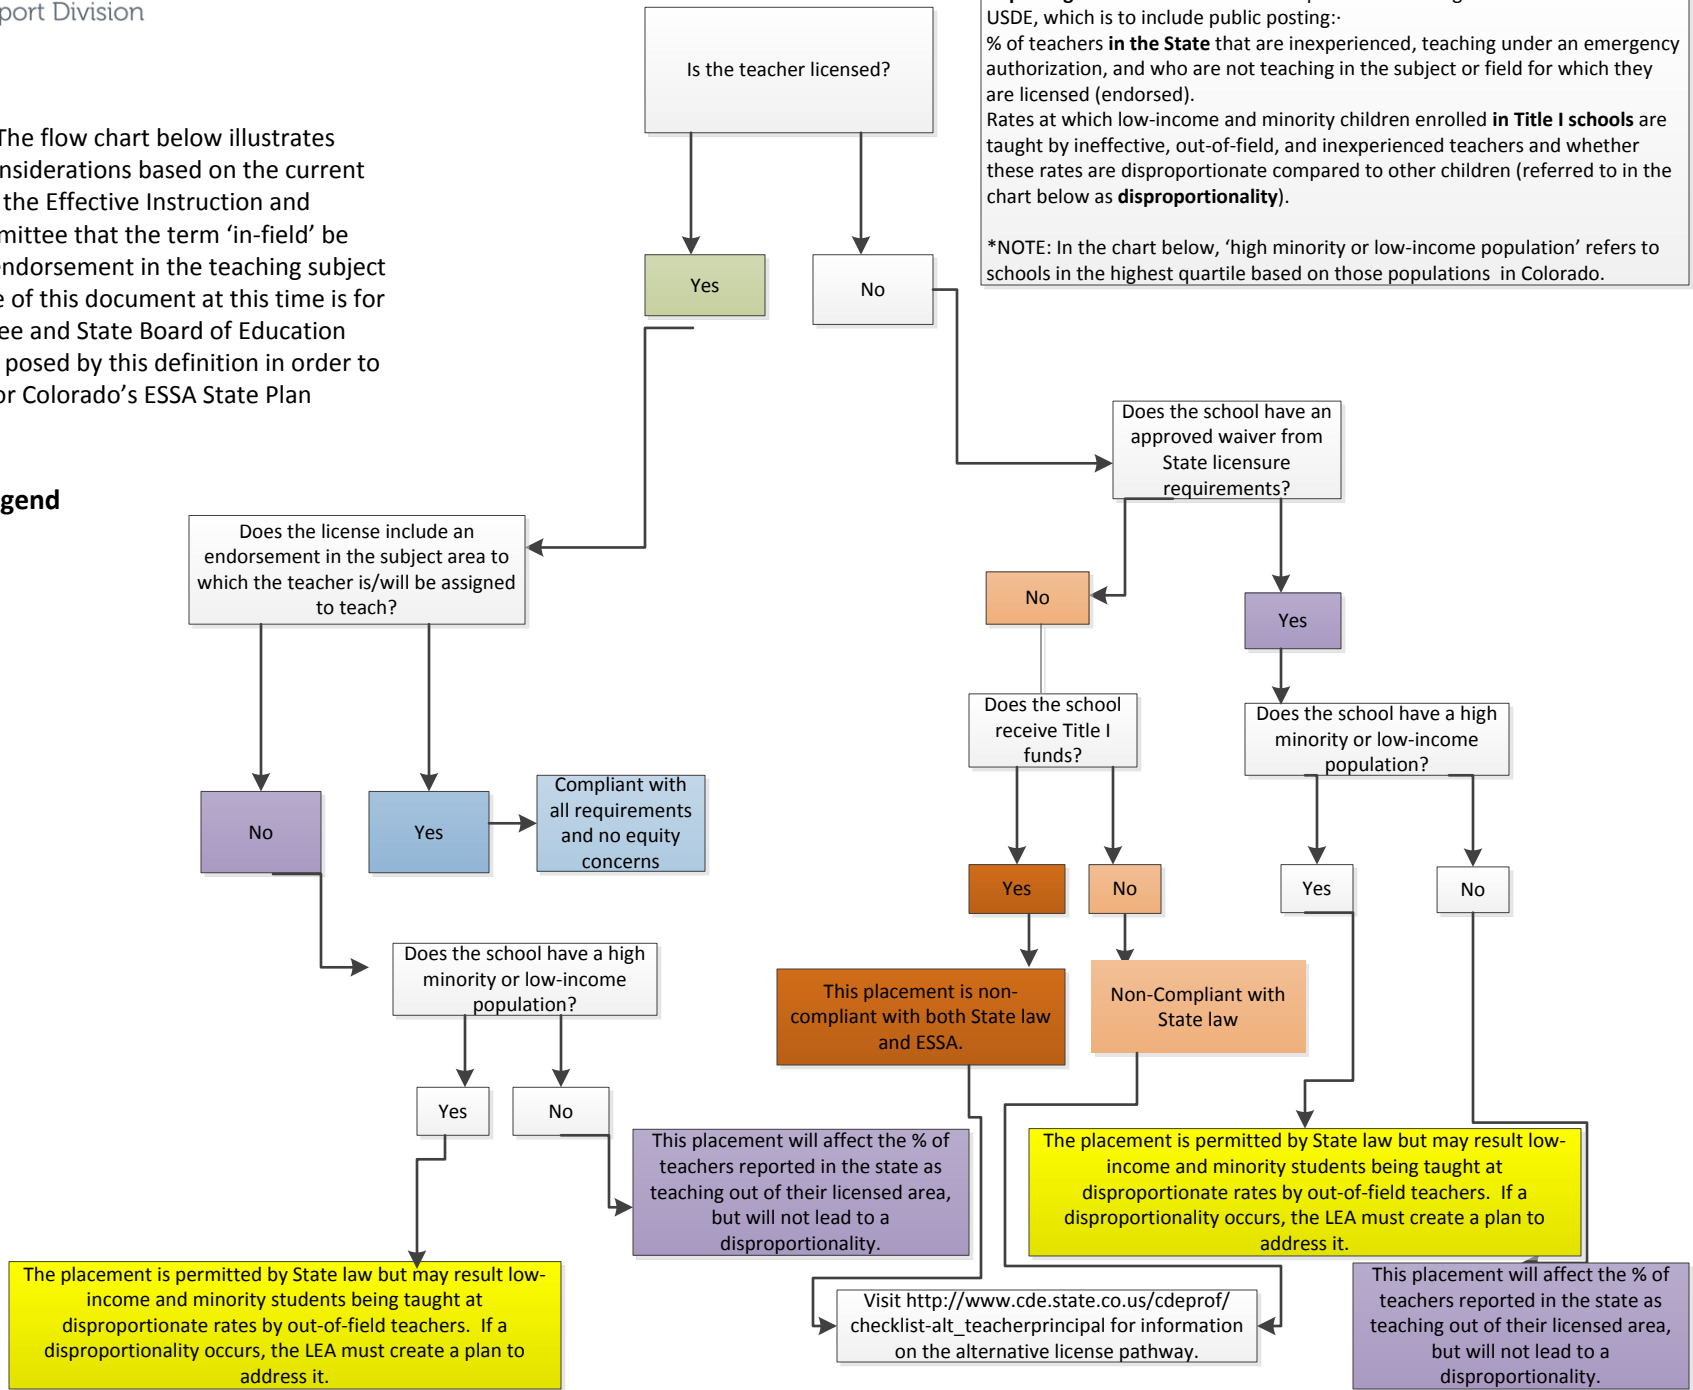 port Division
Is the teacher licensed?
USDE, which is to include public posting:·
% of teachers in the State that are inexperienced, teaching under an emergency
authorization, and who are not teaching in the subject or field for which they
are licensed (endorsed).
Rates at which low-income and minority children enrolled in Title I schools are
taught by ineffective, out-of-field, and inexperienced teachers and whether
these rates are disproportionate compared to other children (referred to in the
chart below as disproportionality).
*NOTE: In the chart below, ‘high minority or low-income population’ refers to
schools in the highest quartile based on those populations in Colorado.
The flow chart below illustrates
nsiderations based on the current
the Effective Instruction and
mittee that the term ‘in-field’ be
endorsement in the teaching subject
e of this document at this time is for
ee and State Board of Education
posed by this definition in order to
or Colorado’s ESSA State Plan
Yes
No
Does the school have an
approved waiver from
State licensure
requirements?
gend
Does the license include an
endorsement in the subject area to
which the teacher is/will be assigned
to teach?
No
Yes
Does the school
receive Title I
funds?
Does the school have a high
minority or low-income
population?
No
Yes
Compliant with
all requirements
and no equity
concerns
Yes
No
Yes
No
Does the school have a high
minority or low-income
population?
This placement is non-
compliant with both State law
and ESSA.
Non-Compliant with
State law
Yes
No
This placement will affect the % of
teachers reported in the state as
teaching out of their licensed area,
but will not lead to a
disproportionality.
The placement is permitted by State law but may result low-
income and minority students being taught at
disproportionate rates by out-of-field teachers. If a
disproportionality occurs, the LEA must create a plan to
address it.
The placement is permitted by State law but may result low-
income and minority students being taught at
disproportionate rates by out-of-field teachers. If a
disproportionality occurs, the LEA must create a plan to
address it.
Visit http://www.cde.state.co.us/cdeprof/
checklist-alt_teacherprincipal for information
on the alternative license pathway.
This placement will affect the % of
teachers reported in the state as
teaching out of their licensed area,
but will not lead to a
disproportionality.